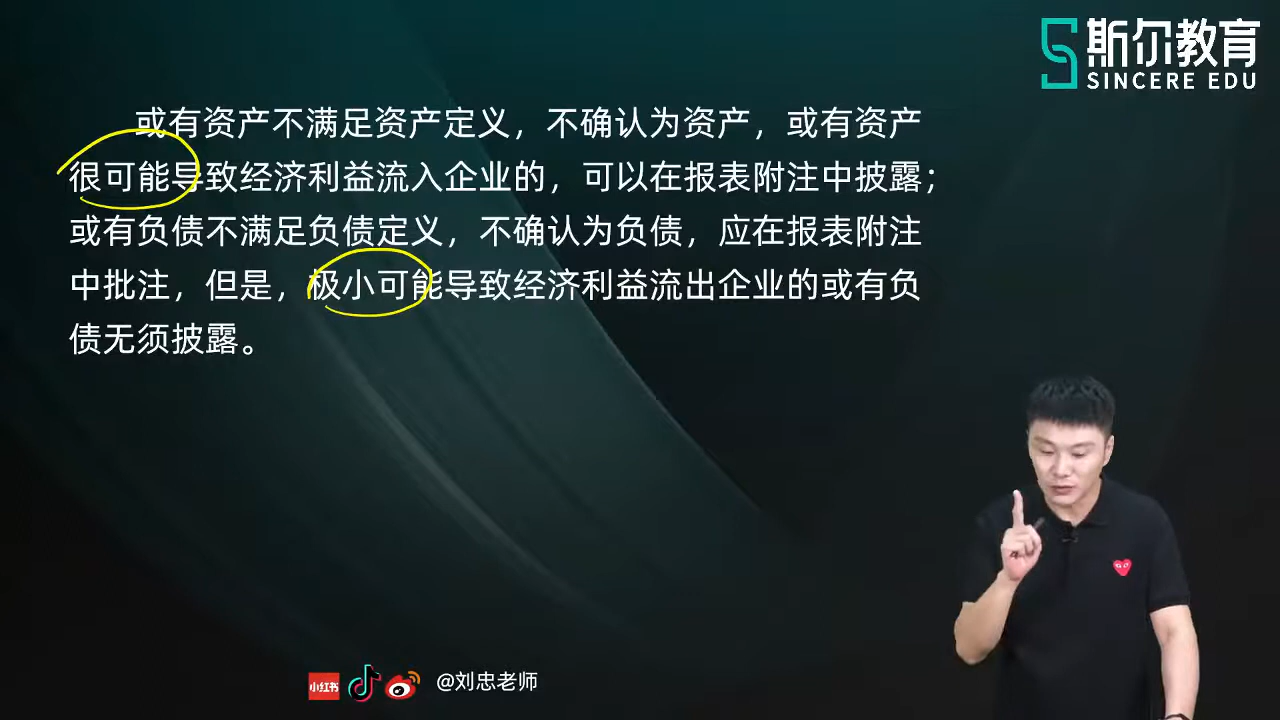 斯尔教育
SINCERE EDU
或有资产不满足资产定义，不确认为资产，或有资产
很可能导致经济利益流入企业的，可以在报表附注中披露；
或有负债不满足负债定义，不确认为负债，应在报表附注
中批注，但是，极小可能导致经济利益流出企业的或有负
债无须披露。
小红书
@刘忠老师